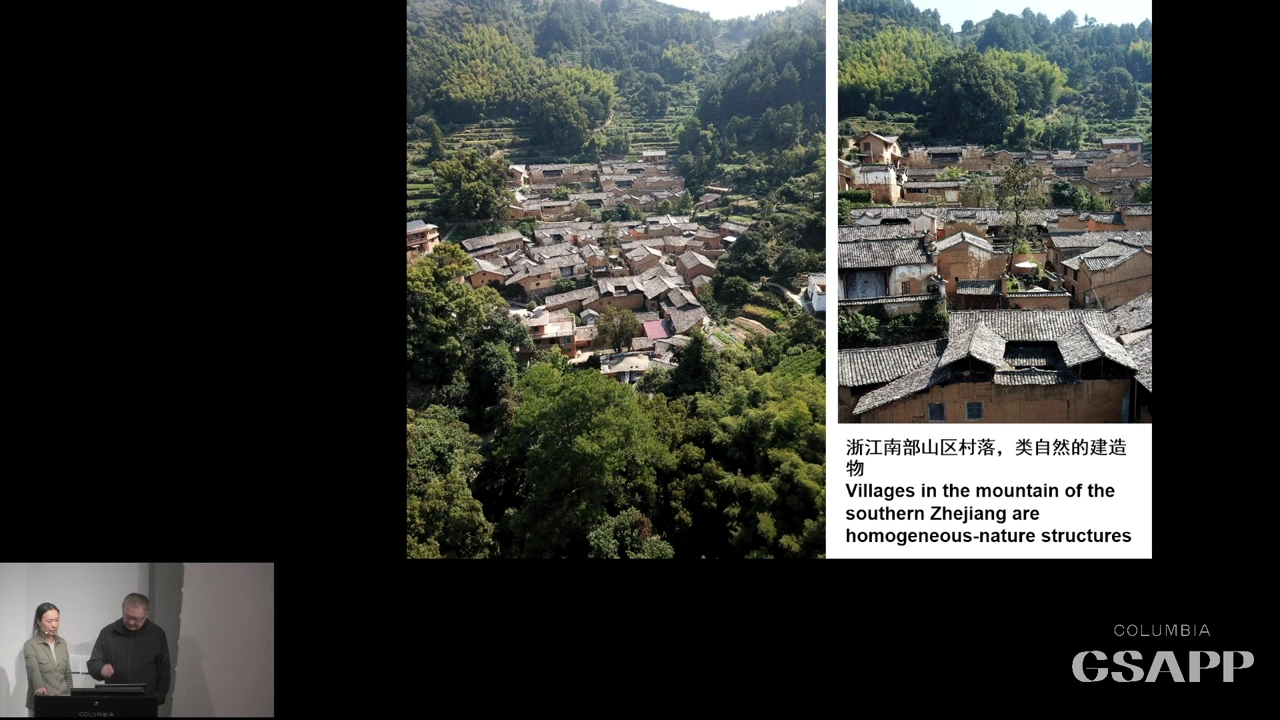 浙江南部山区村落，类自然的建造
物
Villages in the mountain of the
southern Zhejiang are
homogeneous-nature structures
COLUMBIA
GSAPP
COLUMBIA